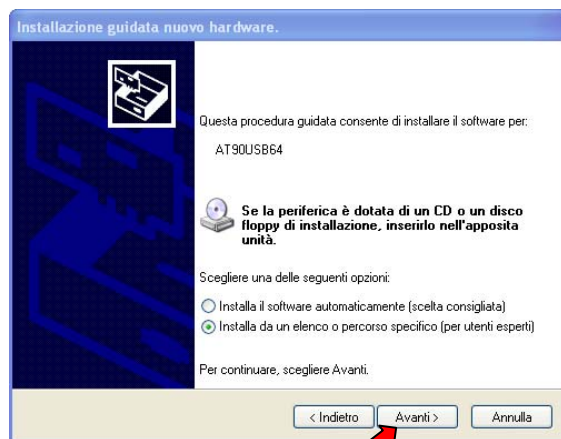 Installazione guidata nuovo hardware.
Questa procedura guidata consente di installare il software per:
AT90USB64
Se la periferica è dotata di un CD o un disco
floppy di installazione, inserirlo nell'apposita
unità.
Scegliere una delle seguenti opzioni:
Installa il software automaticamente (scelta consigliata)
Installa da un elenco o percorso specifico (per utenti esperti)
Per continuare, scegliere Avanti.
< Indietro Avanti > Annulla